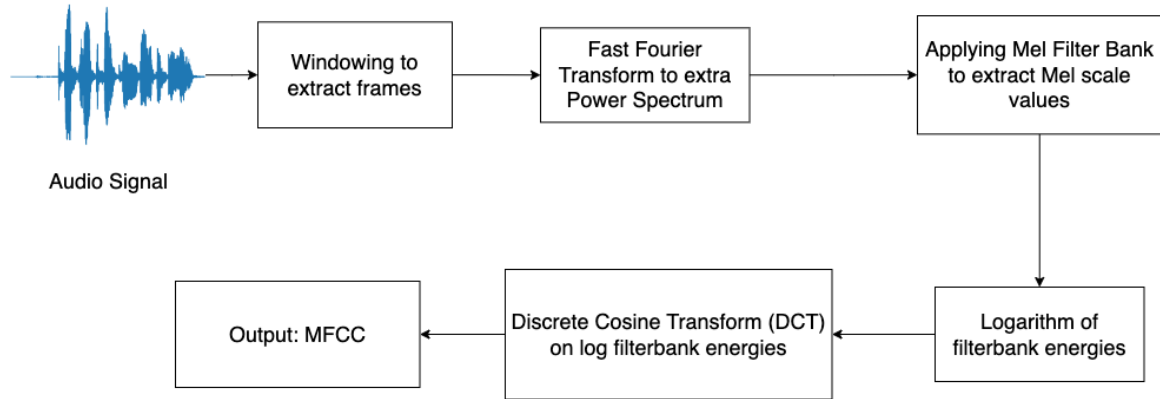 Audio Signal
Windowing to
extract frames
Fast Fourier
Transform to extra
Power Spectrum
Applying Mel Filter Bank
to extract Mel scale
values
Logarithm of
filterbank energies
Discrete Cosine Transform (DCT)
on log filterbank energies
Output: MFCC